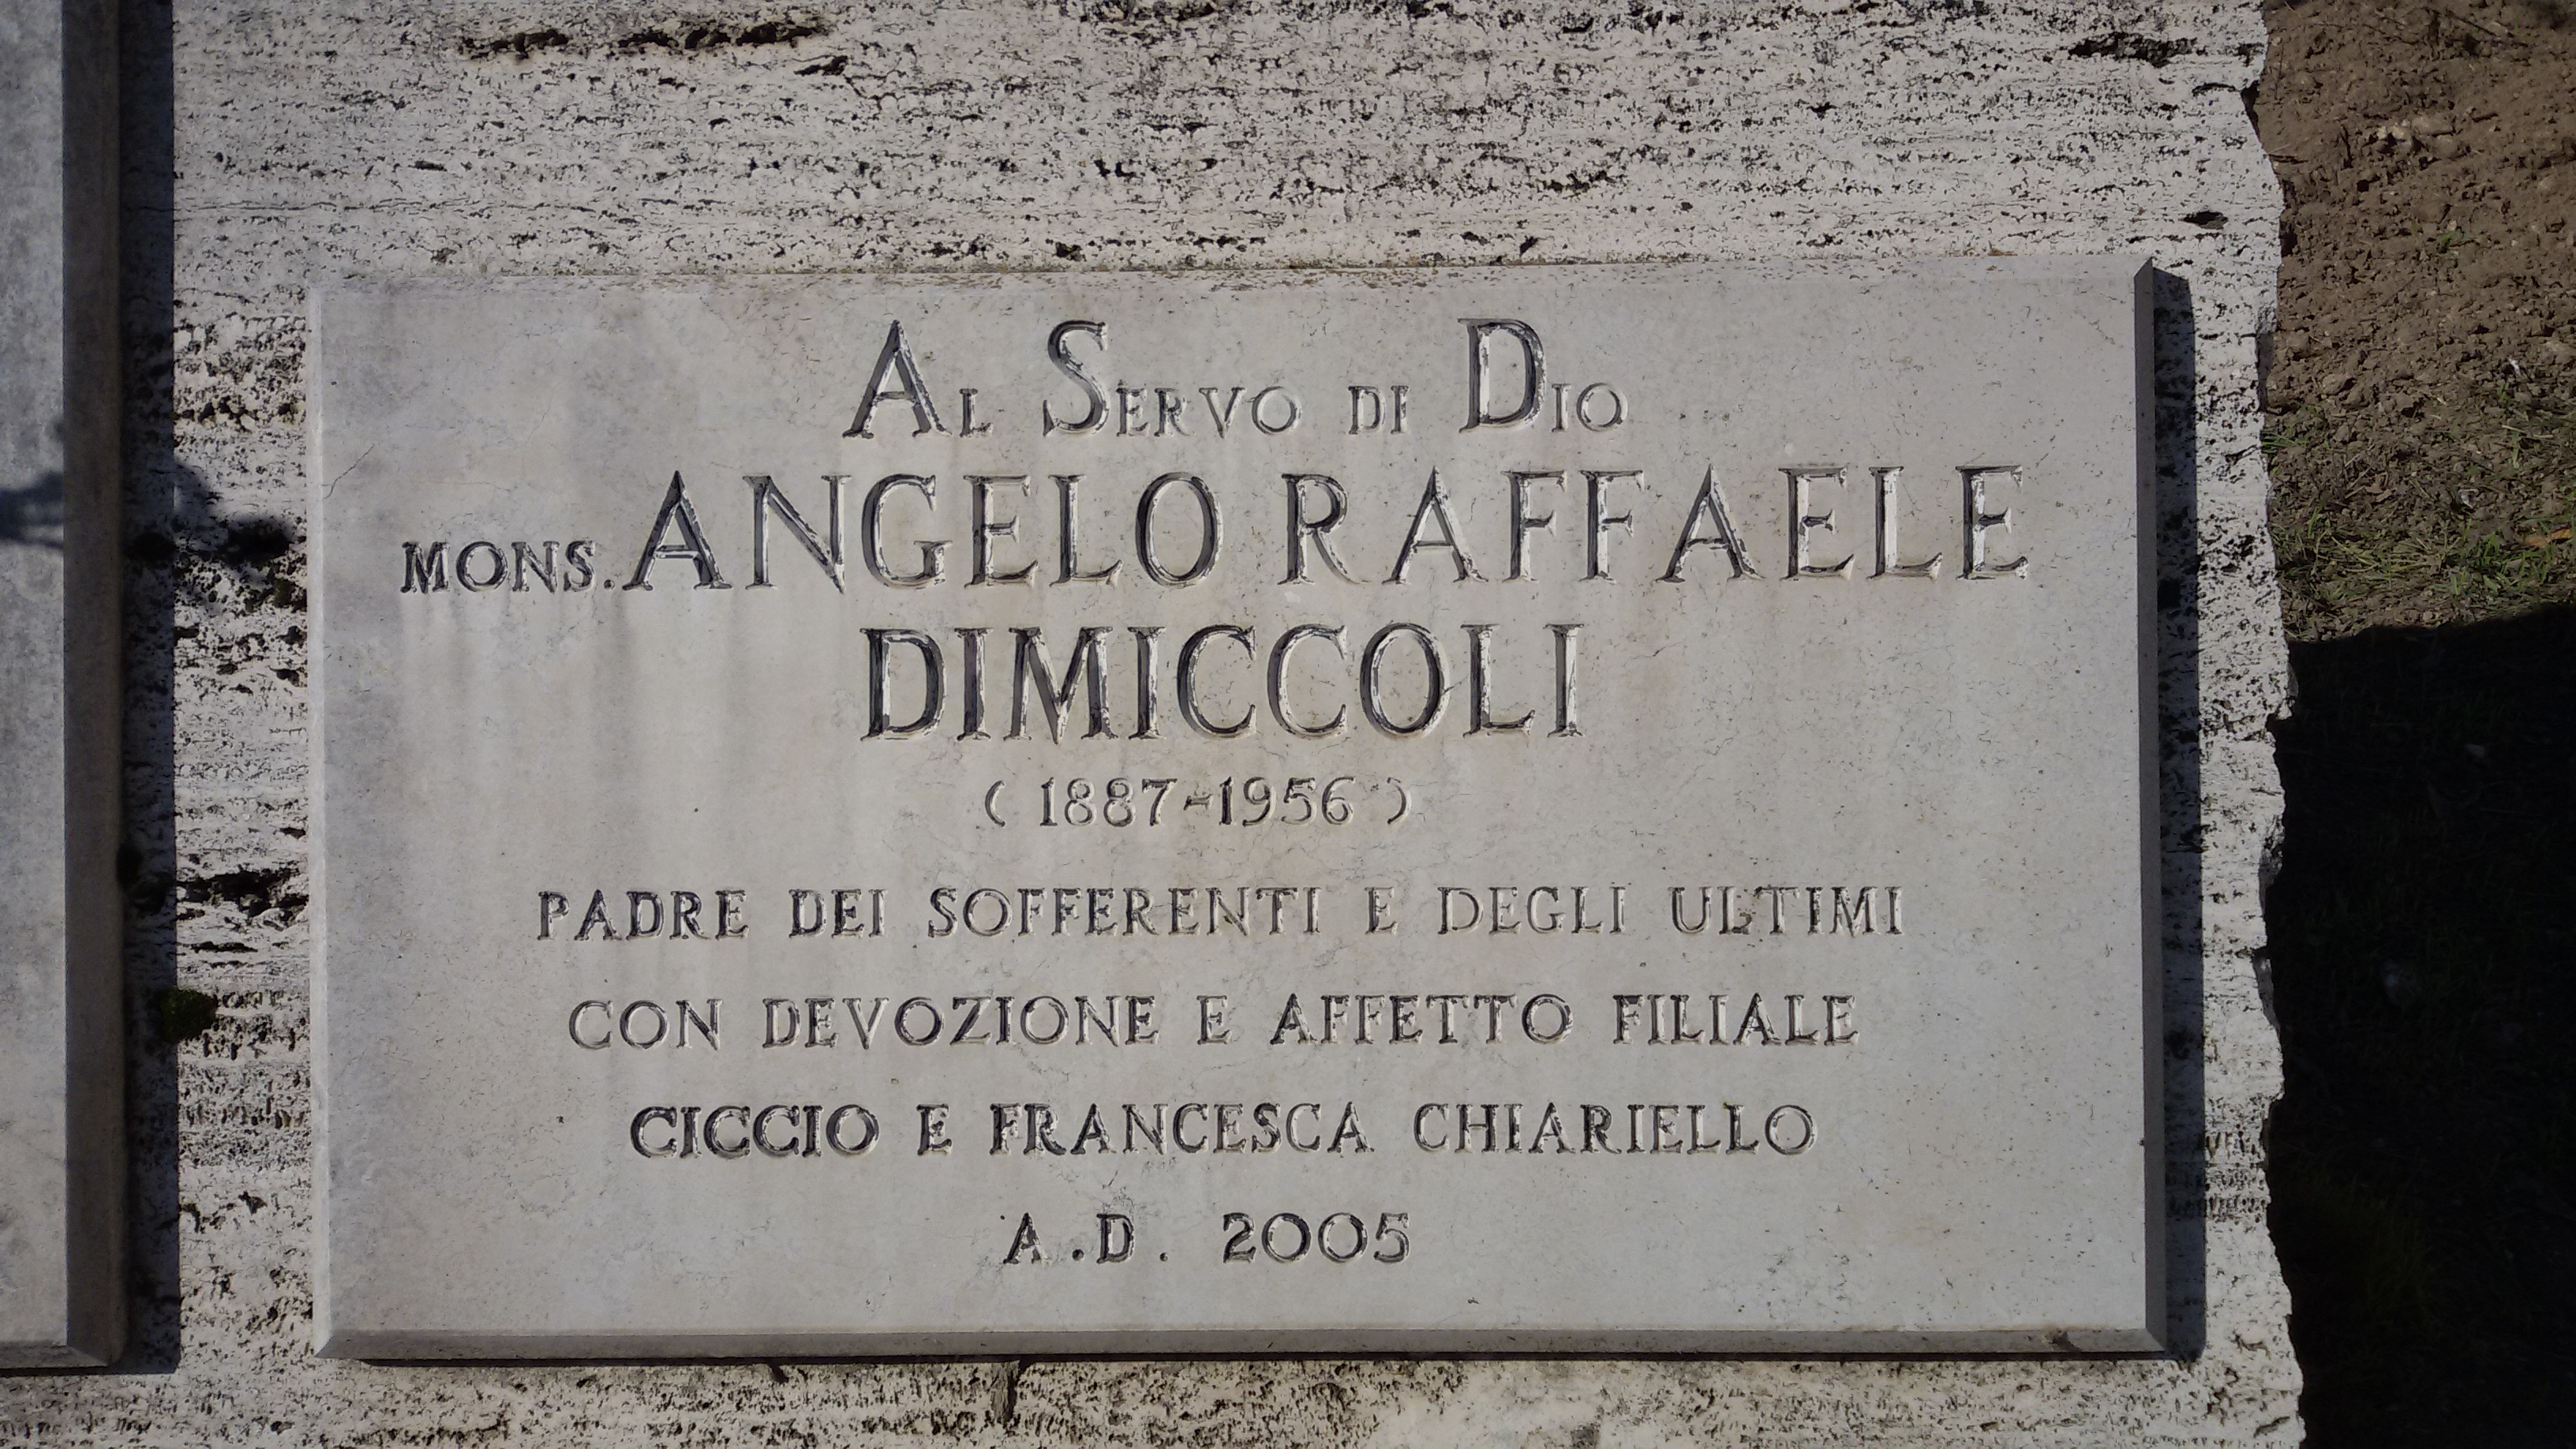 AL SERVO DI DIO
MONS. ANGELO RAFFAELE
DIMICCOLI
(1887-1956)
PADRE DEI SOFFERENTI E DEGLI ULTIMI
CON DEVOZIONE E AFFETTO FILIALE
CICCIO E FRANCESCA CHIARIELLO
A.D. 2005